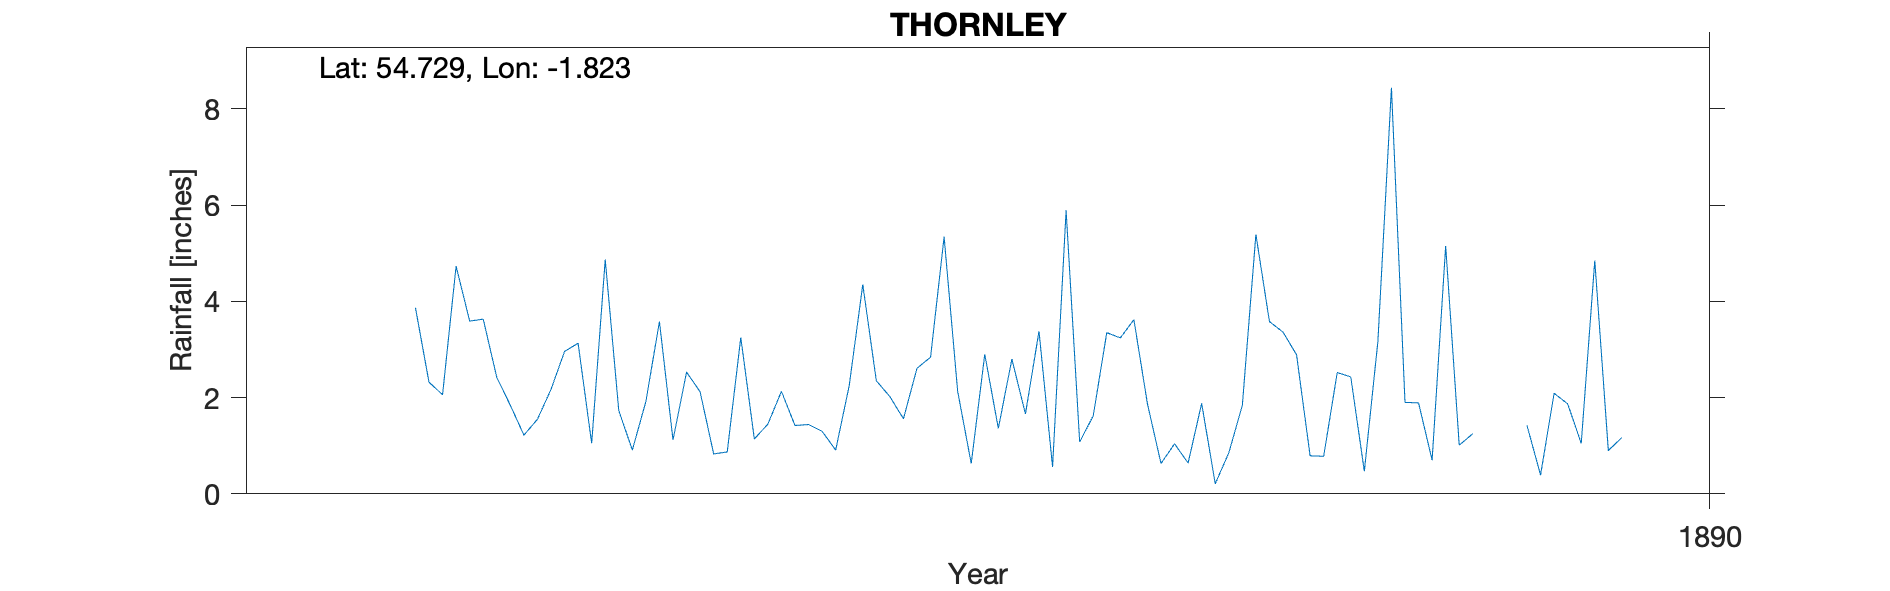 THORNLEY
Lat: 54.729, Lon: -1.823
8
6
4
2
0
Rainfall [inches]
1890
Year